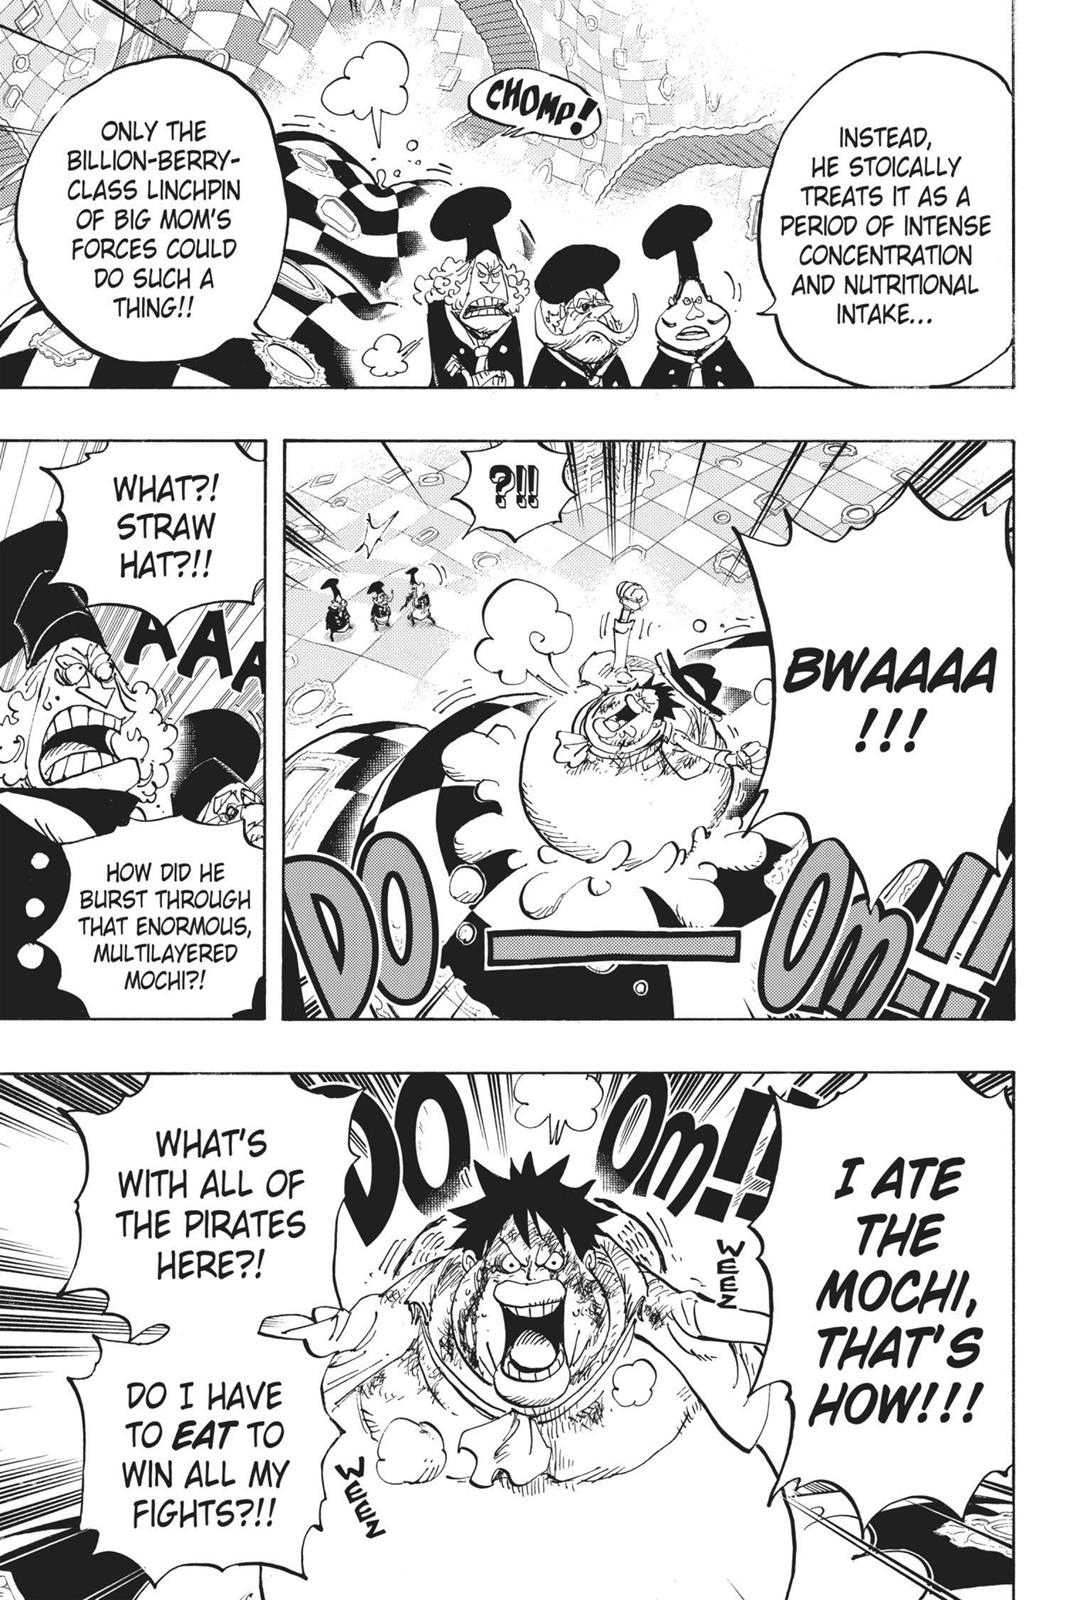 INSTEAD,
HE STOICALLY
TREATS IT AS A
PERIOD OF INTENSE
CONCENTRATION
AND NUTRITIONAL
INTAKE...
CHOMP!
ONLY THE
BILLION-BERRY-
CLASS LINCHPIN
OF BIG MOM'S
FORCES COULD
DO SUCH A
THING!!
BWAAAA
!!!
?!!
DO
OM!!
WHAT?!
STRAW
HAT?!!
AAA
HOW DID HE
BURST THROUGH
THAT ENORMOUS,
MULTILAYERED
MOCHI?!
I ATE
THE
MOCHI,
THAT'S
HOW!!!
DO
OM!!
WEEZ
WEEZ
WHAT'S
WITH ALL OF
THE PIRATES
HERE?!
DO I HAVE
TO EAT TO
WIN ALL MY
FIGHTS?!!